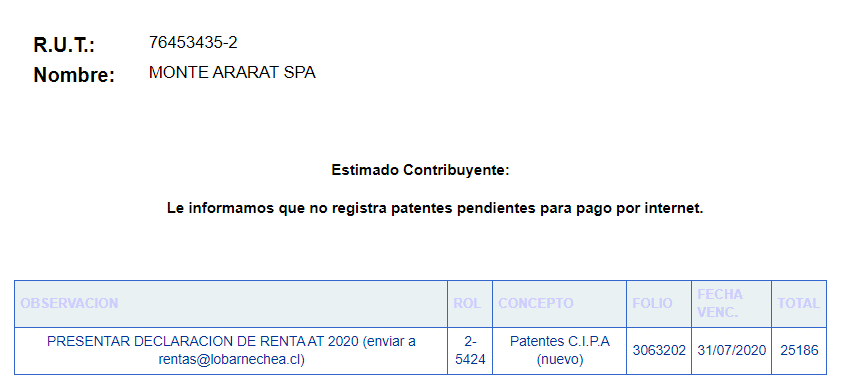 R.U.T.: 76453435-2
Nombre: MONTE ARARAT SPA
Estimado Contribuyente:
Le informamos que no registra patentes pendientes para pago por internet.
OBSERVACION ROL CONCEPTO FOLIO FECHA VENC. TOTAL
PRESENTAR DECLARACION DE RENTA AT 2020 (enviar a rentas@lobarnechea.cl) 2-5424 Patentes C.I.P.A (nuevo) 3063202 31/07/2020 25186